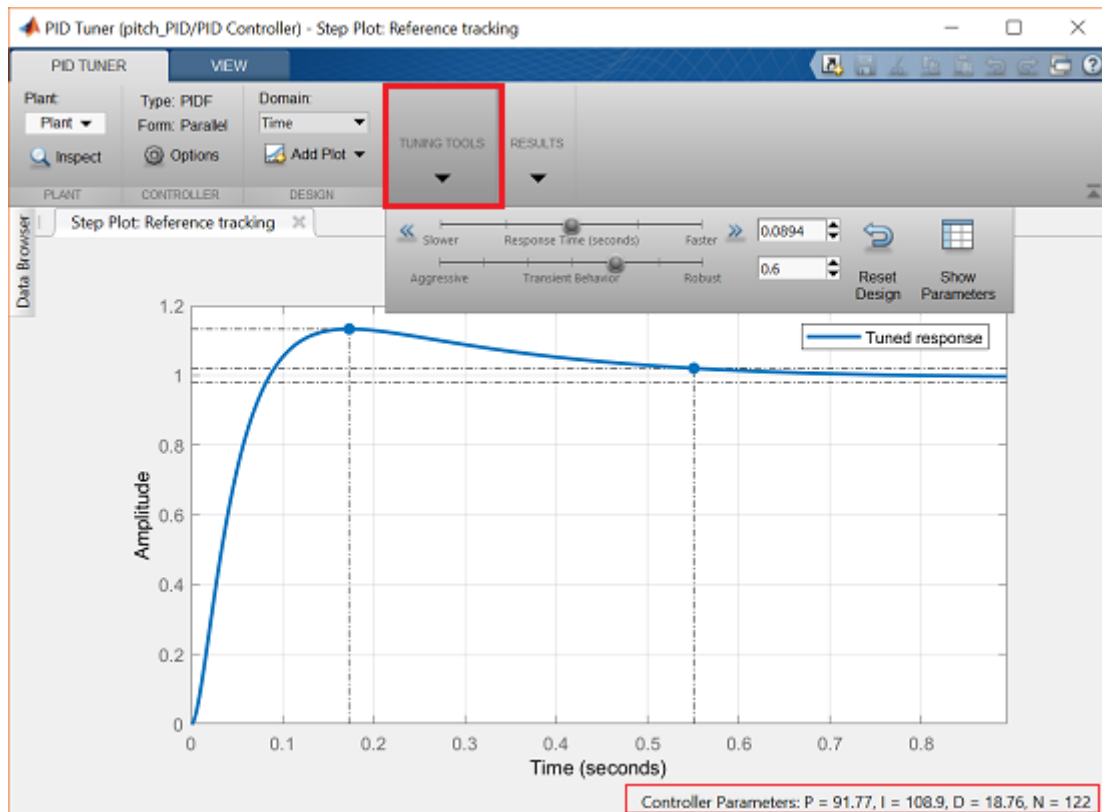 PID Tuner (pitch_PID/PID Controller) - Step Plot: Reference tracking
PID TUNER VIEW
Plant: Type: PIDF Domain:
Plant Form: Parallel Time
Inspect Options Add Plot
TUNING TOOLS RESULTS
PLANT CONTROLLER DESIGN
Data Browser
Step Plot: Reference tracking
Slower Response Time (seconds) Faster 0.0894
Aggressive Transient Behavior Robust 0.6
Reset Design
Show Parameters
Tuned response
Amplitude
1.2
1
0.8
0.6
0.4
0.2
0
0 0.1 0.2 0.3 0.4 0.5 0.6 0.7 0.8
Time (seconds)
Controller Parameters: P = 91.77, I = 108.9, D = 18.76, N = 122